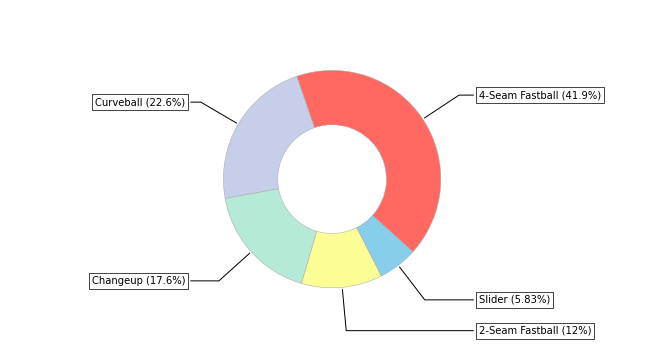 4-Seam Fastball (41.9%)
Curveball (22.6%)
Changeup (17.6%)
Slider (5.83%)
2-Seam Fastball (12%)